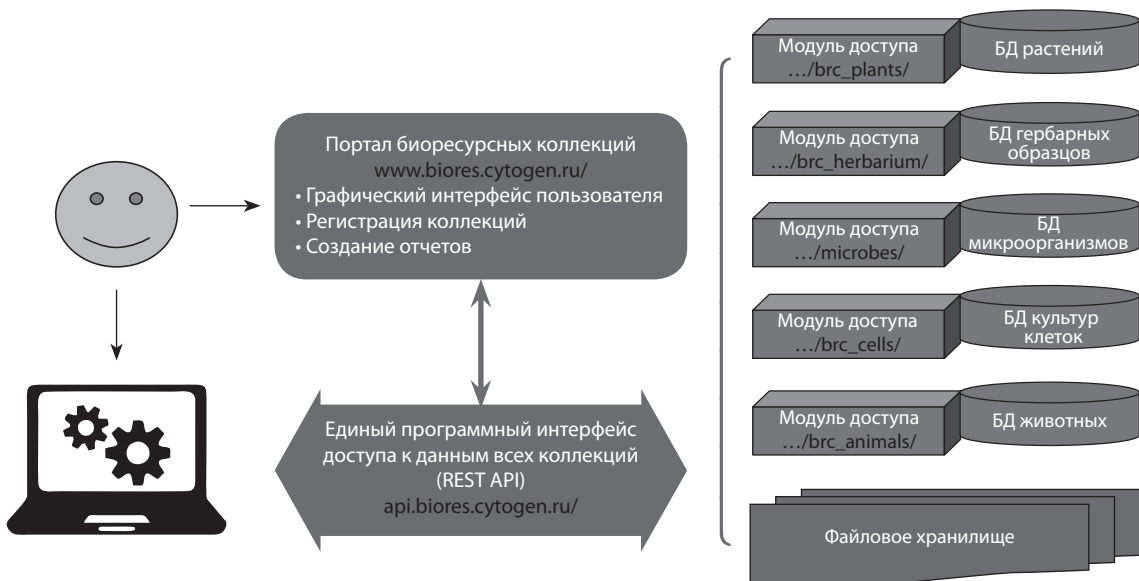 Портал биоресурсных коллекций
www.biores.cytogen.ru/
• Графический интерфейс пользователя
• Регистрация коллекций
• Создание отчетов
Единый программный интерфейс
доступа к данным всех коллекций
(REST API)
api.biores.cytogen.ru/
Модуль доступа
…/brc_plants/
БД растений
Модуль доступа
…/brc_herbarium/
БД гербарных
образцов
Модуль доступа
…/microbes/
БД
микроорганизмов
Модуль доступа
…/brc_cells/
БД культур
клеток
Модуль доступа
…/brc_animals/
БД животных
Файловое хранилище